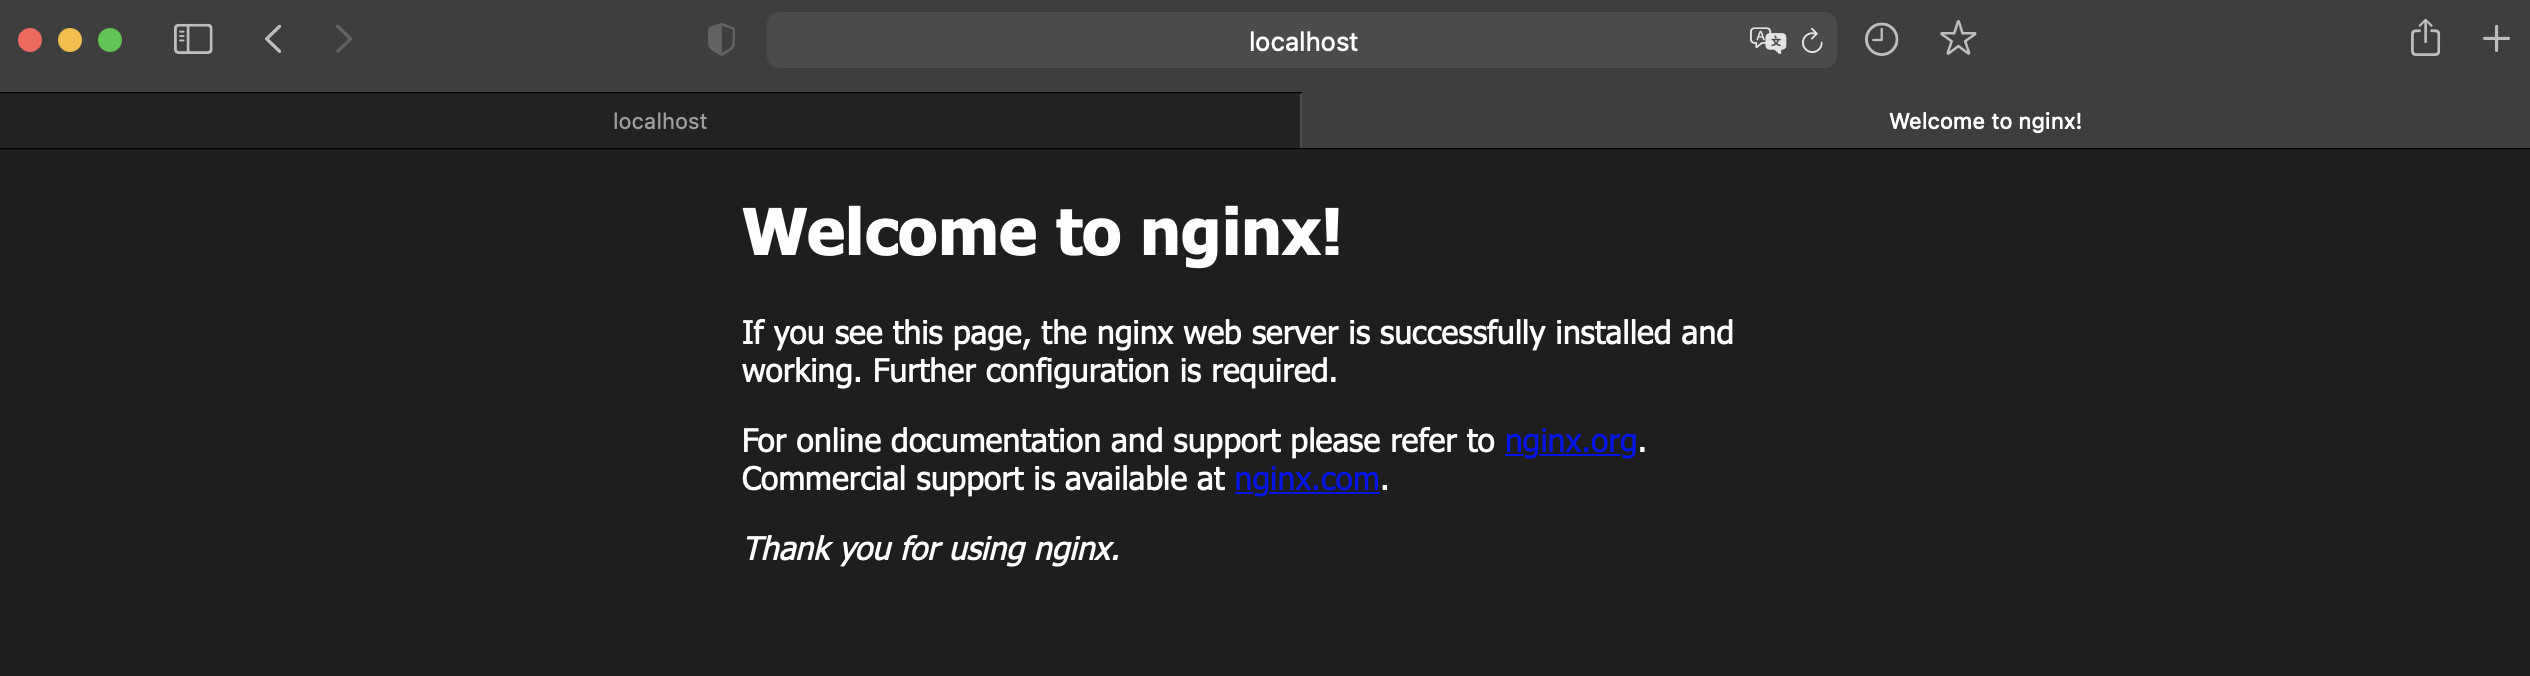 localhost
localhost
Welcome to nginx!
Welcome to nginx!
If you see this page, the nginx web server is successfully installed and
working. Further configuration is required.
For online documentation and support please refer to nginx.org.
Commercial support is available at nginx.com.
Thank you for using nginx.